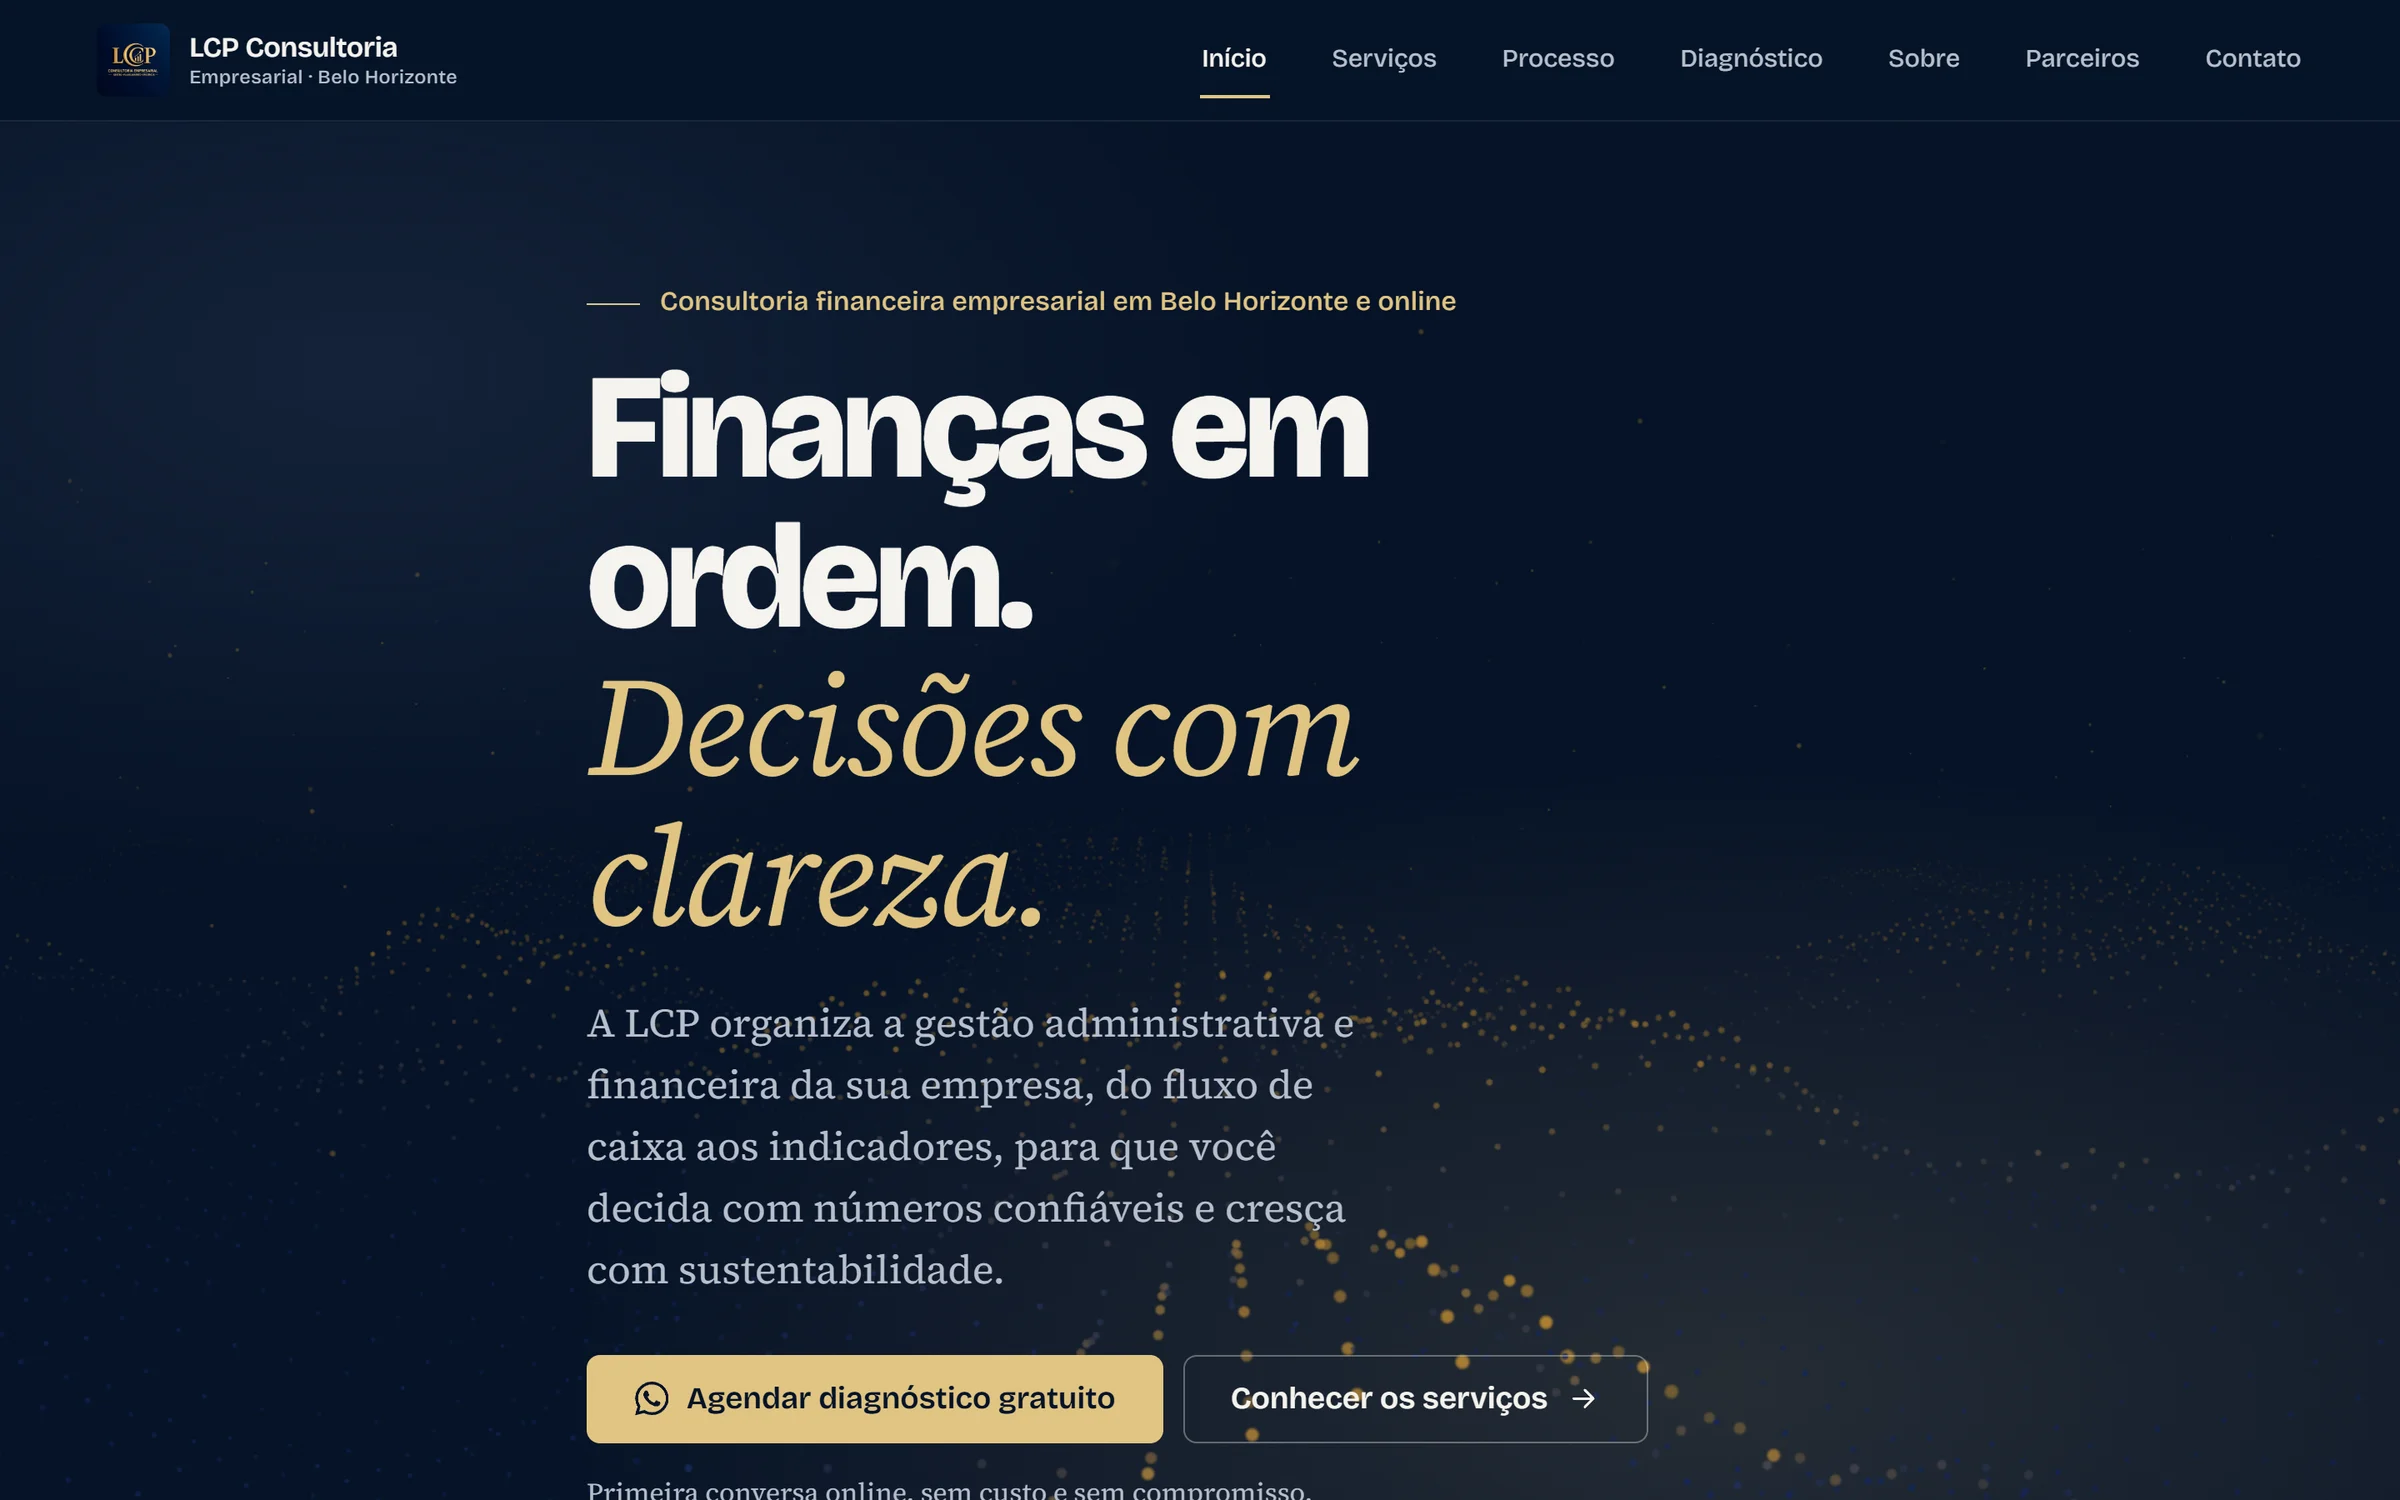 LCP
CONSULTORIA EMPRESARIAL
LCP Consultoria
Empresarial · Belo Horizonte
Início
Serviços
Processo
Diagnóstico
Sobre
Parceiros
Contato
Consultoria financeira empresarial em Belo Horizonte e online
Finanças em
ordem.
Decisões com
clareza.
A LCP organiza a gestão administrativa e
financeira da sua empresa, do fluxo de
caixa aos indicadores, para que você
decida com números confiáveis e cresça
com sustentabilidade.
Agendar diagnóstico gratuito
Conhecer os serviços →
Primeira conversa online, sem custo e sem compromisso.